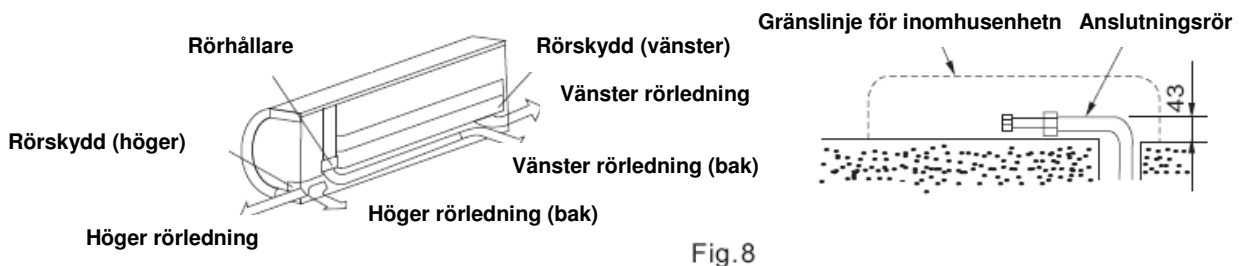 Rörhållare
Rörskydd (vänster)
Vänster rörledning
Rörskydd (höger)
Vänster rörledning (bak)
Höger rörledning (bak)
Höger rörledning
Gränslinje för inomhusenhetn
Anslutningsrör
43
Fig.8